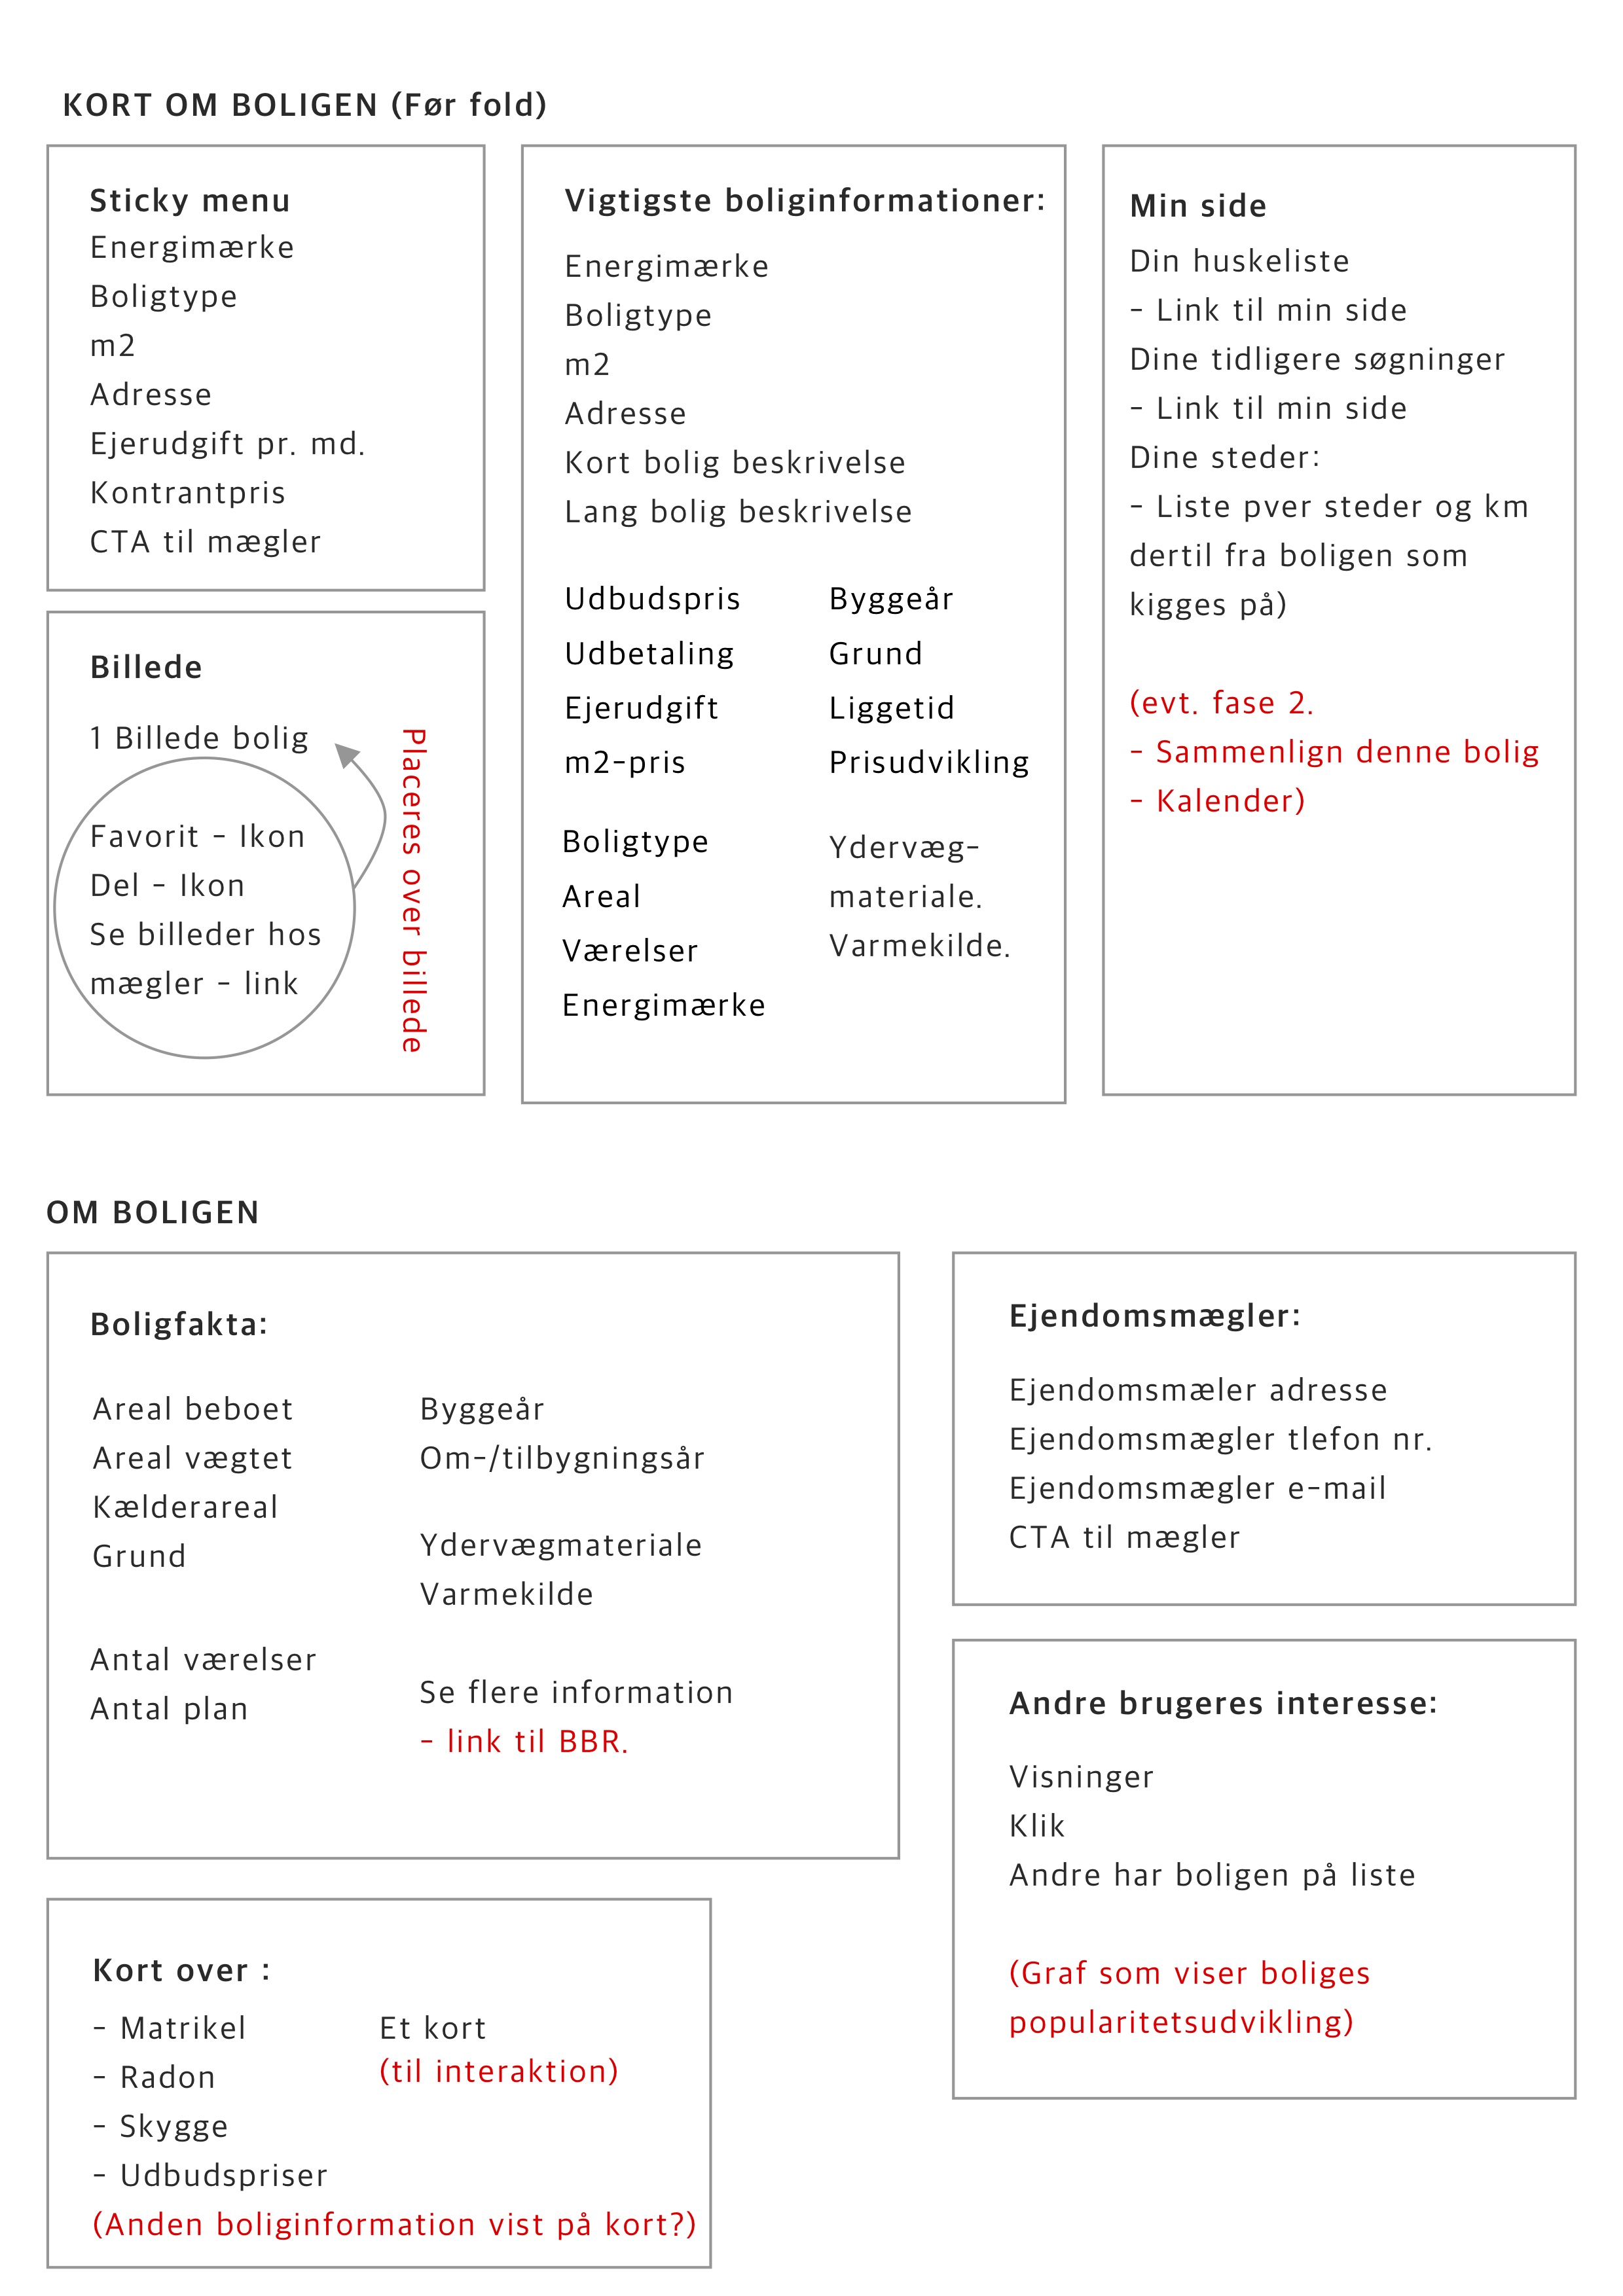 KORT OM BOLIGEN (Før fold)
Sticky menu
Energimærke
Boligtype
m2
Adresse
Ejerudgift pr. md.
Kontrantpris
CTA til mægler
Billede
1 Billede bolig
Favorit - Ikon
Del - Ikon
Se billeder hos
mægler - link
Placeres over billede
Vigtigste boliginformationer:
Energimærke
Boligtype
m2
Adresse
Kort bolig beskrivelse
Lang bolig beskrivelse
Udbudspris
Udbetaling
Ejerudgift
m2-pris
Byggeår
Grund
Liggetid
Prisudvikling
Boligtype
Areal
Værelser
Energimærke
Ydervæg-
materiale.
Varmekilde.
Min side
Din huskeliste
- Link til min side
Dine tidligere søgninger
- Link til min side
Dine steder:
- Liste pver steder og km
dertil fra boligen som
kigges på)
(evt. fase 2.
- Sammenlign denne bolig
- Kalender)
OM BOLIGEN
Boligfakta:
Areal beboet
Areal vægtet
Kælderareal
Grund
Antal værelser
Antal plan
Byggeår
Om-/tilbygningsår
Ydervægmateriale
Varmekilde
Se flere information
- link til BBR.
Ejendomsmægler:
Ejendomsmæler adresse
Ejendomsmægler tlefon nr.
Ejendomsmægler e-mail
CTA til mægler
Andre brugeres interesse:
Visninger
Klik
Andre har boligen på liste
(Graf som viser boliges
popularitetsudvikling)
Kort over :
- Matrikel
- Radon
- Skygge
- Udbudspriser
(Anden boliginformation vist på kort?)
Et kort
(til interaktion)